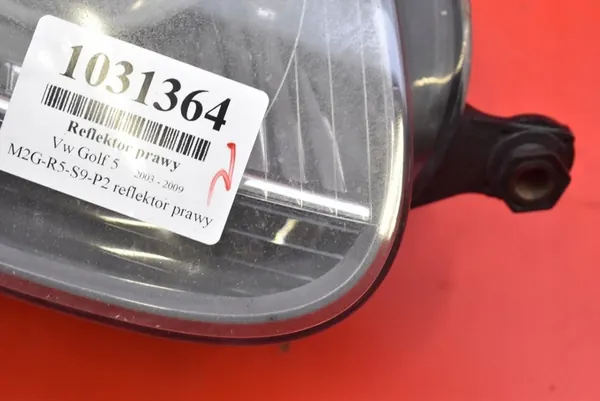 1031364
Reflektor prawy
Vw Golf 5 2003 - 2009
M2G-R5-S9-P2 reflektor prawy